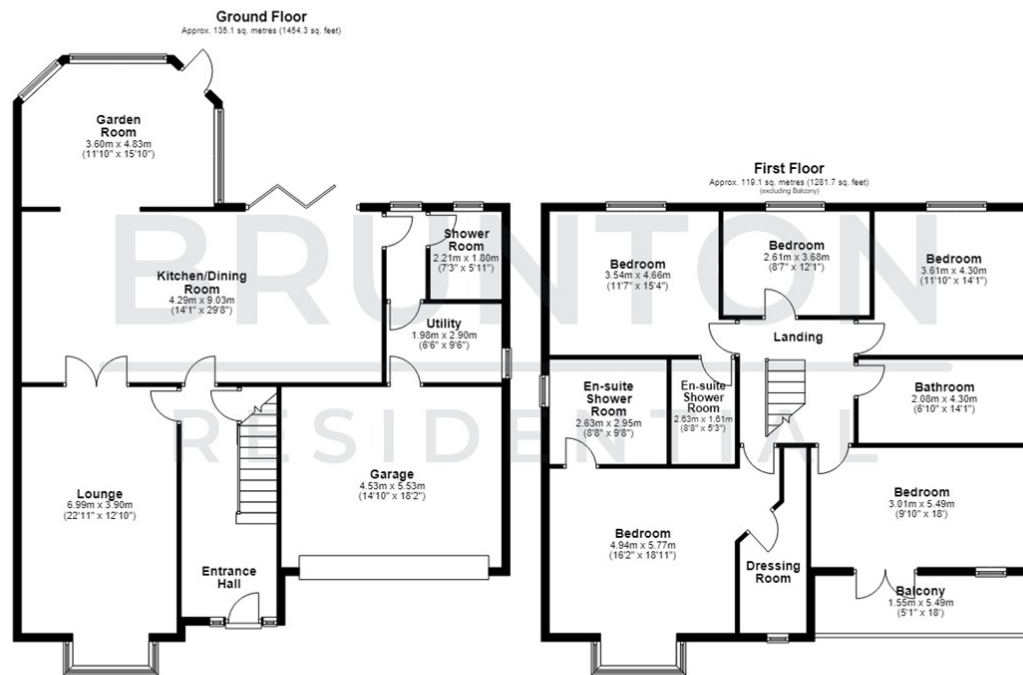 Ground Floor
Approx. 135.1 sq. metres (1454.3 sq. feet)
Garden
Room
3.60m x 4.83m
(11'10" x 15'10")
Kitchen/Dining
Room
4.29m x 9.03m
(14'1" x 29'8")
Shower
Room
2.21m x 1.80m
(7'3" x 5'11")
Utility
1.98m x 2.90m
(6'6" x 9'6")
Lounge
6.99m x 3.90m
(22'11" x 12'10")
Entrance
Hall
Garage
4.53m x 5.53m
(14'10" x 18'2")
First Floor
Approx. 119.1 sq. metres (1281.7 sq. feet)
(excluding Balcony)
Bedroom
3.54m x 4.66m
(11'7" x 15'4")
Bedroom
2.61m x 3.68m
(8'7" x 12'1")
Bedroom
3.61m x 4.30m
(11'10" x 14'1")
Landing
En-suite
Shower
Room
2.63m x 2.95m
(8'8" x 9'8")
En-suite
Shower
Room
2.63m x 1.61m
(8'8" x 5'3")
Bathroom
2.08m x 4.30m
(6'10" x 14'1")
Bedroom
4.94m x 5.77m
(16'2" x 18'11")
Dressing
Room
Bedroom
3.01m x 5.49m
(9'10" x 18')
Balcony
1.55m x 5.49m
(5'1" x 18')
BRUNTON
RESIDENTIAL